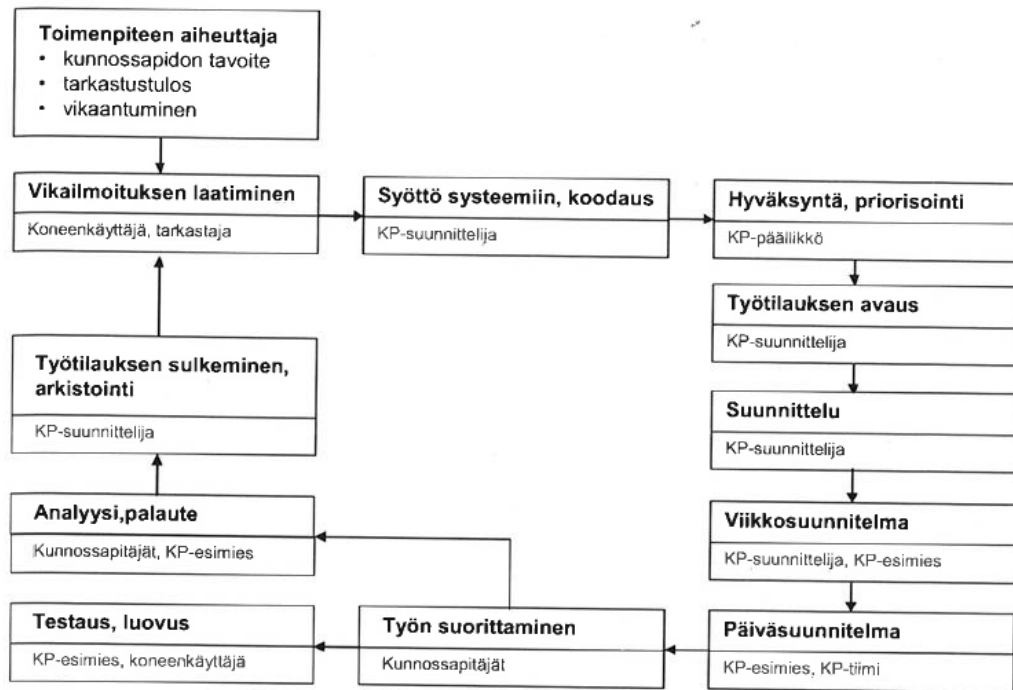 Toimenpiteen aiheuttaja
• kunnossapidon tavoite
• tarkastustulos
• vikaantuminen
Vikailmoituksen laatiminen
Koneenkäyttäjä, tarkastaja
Syöttö systeemiin, koodaus
KP-suunnittelija
Hyväksyntä, priorisointi
KP-päällikkö
Työtilauksen avaus
KP-suunnittelija
Suunnittelu
KP-suunnittelija
Viikkosuunnitelma
KP-suunnittelija, KP-esimies
Päiväsuunnitelma
KP-esimies, KP-tiimi
Työn suorittaminen
Kunnossapitäjät
Testaus, luovus
KP-esimies, koneenkäyttäjä
Analyysi,palaute
Kunnossapitäjät, KP-esimies
Työtilauksen sulkeminen,
arkistointi
KP-suunnittelija